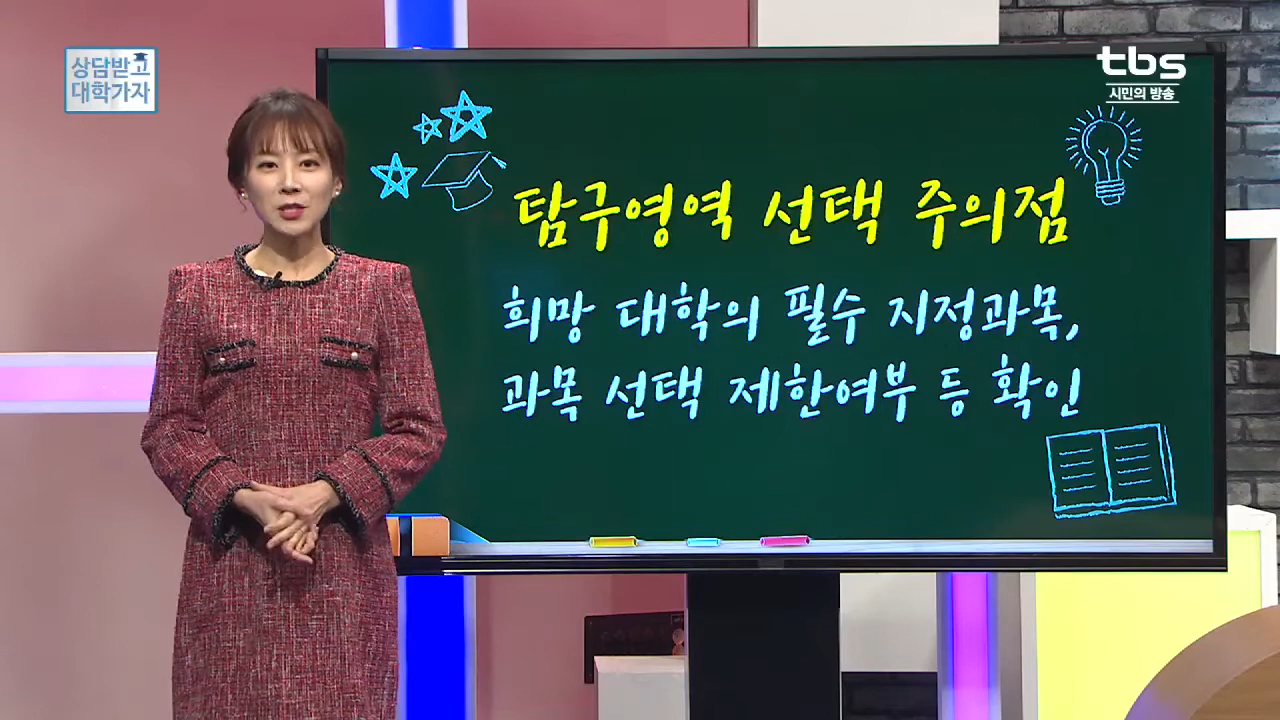 상담받고
대학가자
tbs
시민의 방송
탐구영역 선택 주의점
희망 대학의 필수 지정과목,
과목 선택 제한여부 등 확인